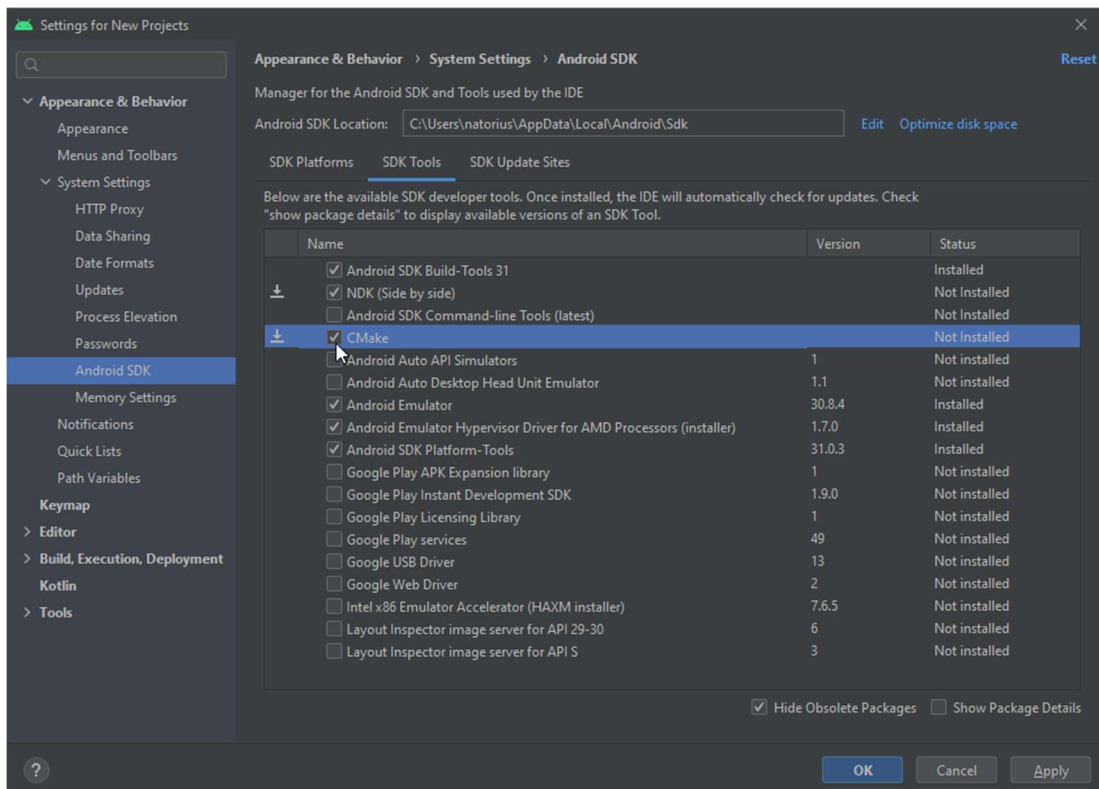 Settings for New Projects
Appearance & Behavior
Appearance
Menus and Toolbars
System Settings
HTTP Proxy
Data Sharing
Date Formats
Updates
Process Elevation
Passwords
Android SDK
Memory Settings
Notifications
Quick Lists
Path Variables
Keymap
Editor
Build, Execution, Deployment
Kotlin
Tools
Appearance & Behavior › System Settings › Android SDK
Reset
Manager for the Android SDK and Tools used by the IDE
Android SDK Location: C:\Users\natorius\AppData\Local\Android\Sdk Edit Optimize disk space
SDK Platforms SDK Tools SDK Update Sites
Below are the available SDK developer tools. Once installed, the IDE will automatically check for updates. Check
"show package details" to display available versions of an SDK Tool.
Name Version Status
Android SDK Build-Tools 31 Installed
NDK (Side by side) Not Installed
Android SDK Command-line Tools (latest) Not Installed
CMake Not Installed
Android Auto API Simulators 1 Not installed
Android Auto Desktop Head Unit Emulator 1.1 Not installed
Android Emulator 30.8.4 Installed
Android Emulator Hypervisor Driver for AMD Processors (installer) 1.7.0 Installed
Android SDK Platform-Tools 31.0.3 Installed
Google Play APK Expansion library 1 Not installed
Google Play Instant Development SDK 1.9.0 Not installed
Google Play Licensing Library 1 Not installed
Google Play services 49 Not installed
Google USB Driver 13 Not installed
Google Web Driver 2 Not installed
Intel x86 Emulator Accelerator (HAXM installer) 7.6.5 Not installed
Layout Inspector image server for API 29-30 6 Not installed
Layout Inspector image server for API S 3 Not installed
Hide Obsolete Packages Show Package Details
? OK Cancel Apply